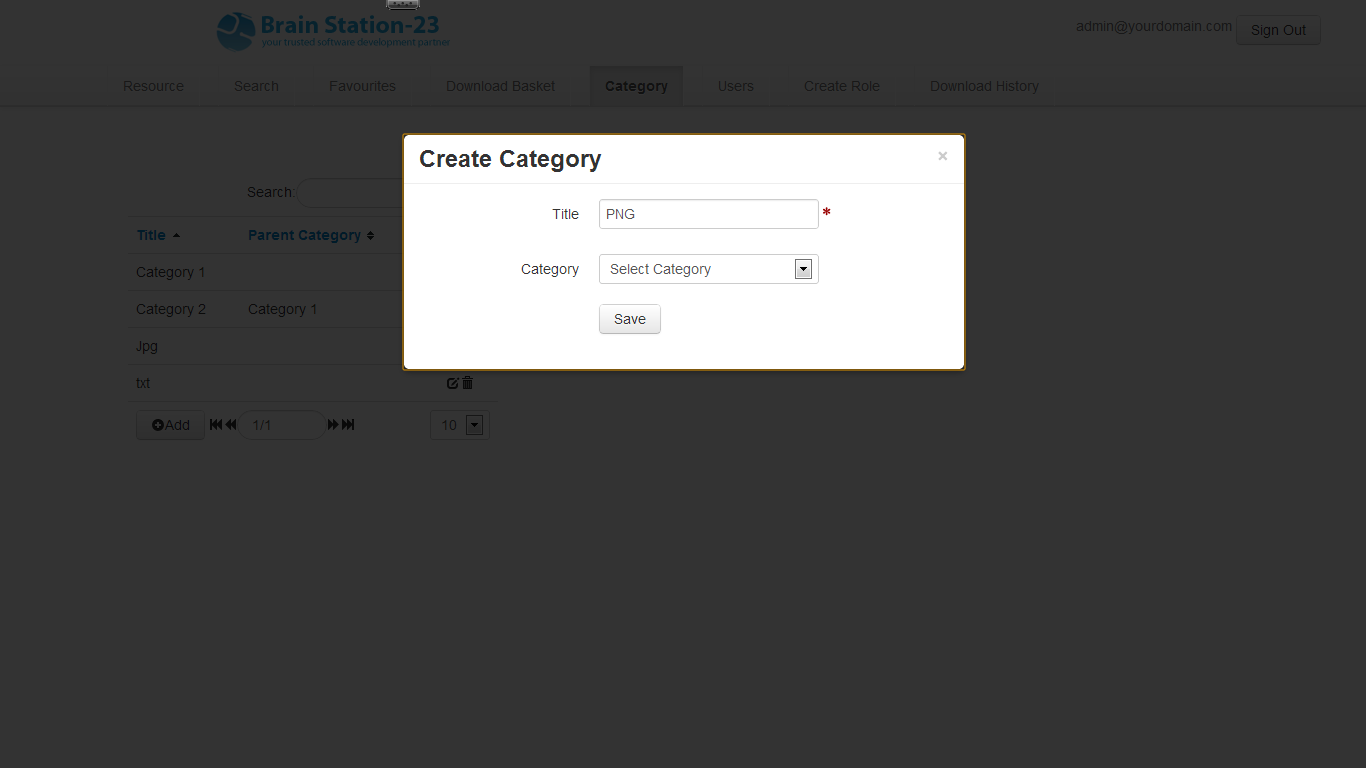 Brain Station-23
your trusted software development partner
admin@yourdomain.com Sign Out
Resource Search Favourites Download Basket Category Users Create Role Download History
Create Category ×
Title PNG *
Category Select Category
Save
Search:
Title Parent Category
Category 1
Category 2 Category 1
Jpg
txt
Add 1/1 10